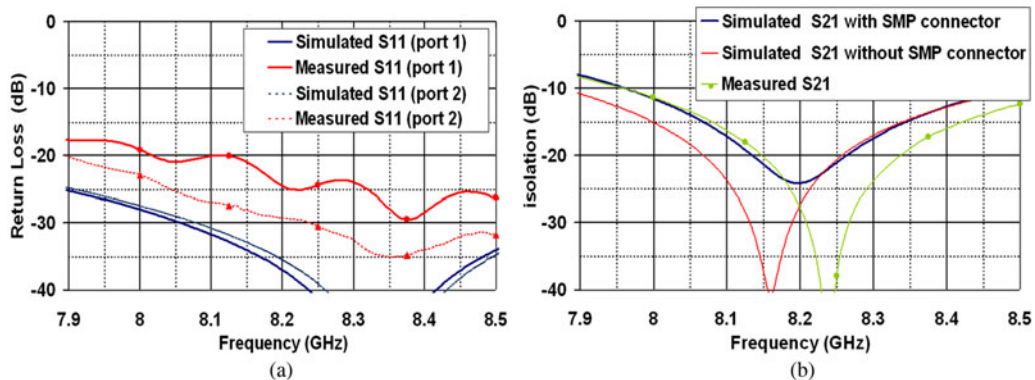 0
-10
-20
-30
-40
Return Loss (dB)
Simulated S11 (port 1)
Measured S11 (port 1)
Simulated S11 (port 2)
Measured S11 (port 2)
7.9 8 8.1 8.2 8.3 8.4 8.5
Frequency (GHz)
(a)
0
-10
-20
-30
-40
isolation (dB)
Simulated S21 with SMP connector
Simulated S21 without SMP connector
Measured S21
7.9 8 8.1 8.2 8.3 8.4 8.5
Frequency (GHz)
(b)